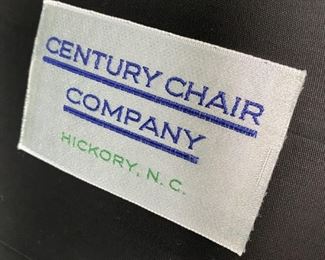 CENTURY CHAIR
COMPANY
HICKORY, N. C.